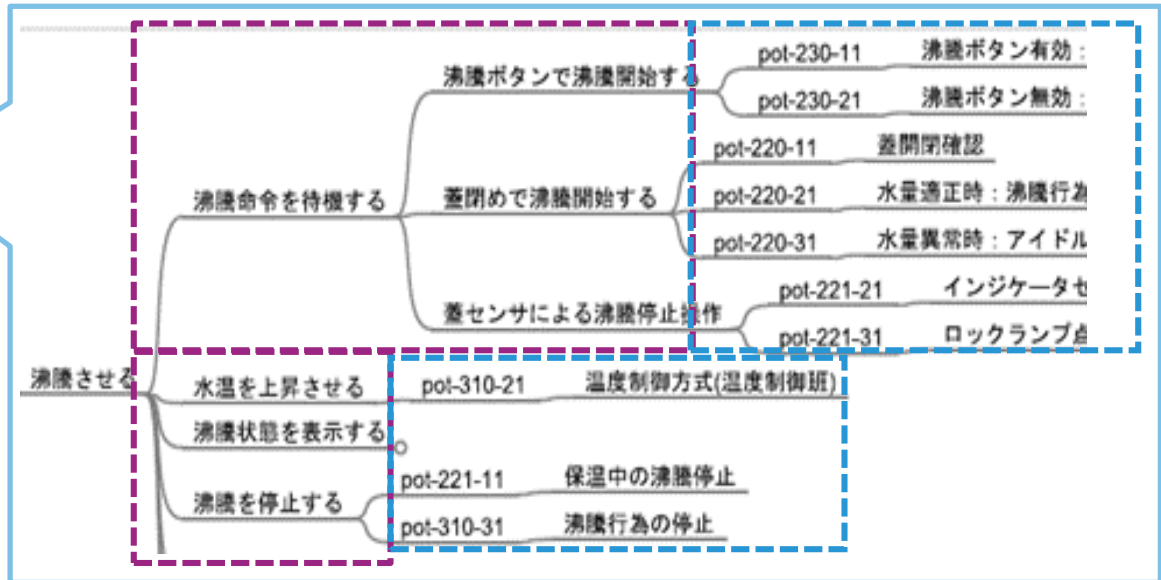 沸騰ボタンで沸騰開始する
pot-230-11 沸騰ボタン有効：
pot-230-21 沸騰ボタン無効：
沸騰命令を待機する
蓋閉めで沸騰開始する
pot-220-11 蓋開閉確認
pot-220-21 水量適正時：沸騰行為
pot-220-31 水量異常時：アイドル
蓋センサによる沸騰停止操作
pot-221-21 インジケータセ
pot-221-31 ロックランプ点
沸騰させる
水温を上昇させる pot-310-21 温度制御方式(温度制御班)
沸騰状態を表示する
沸騰を停止する
pot-221-11 保温中の沸騰停止
pot-310-31 沸騰行為の停止